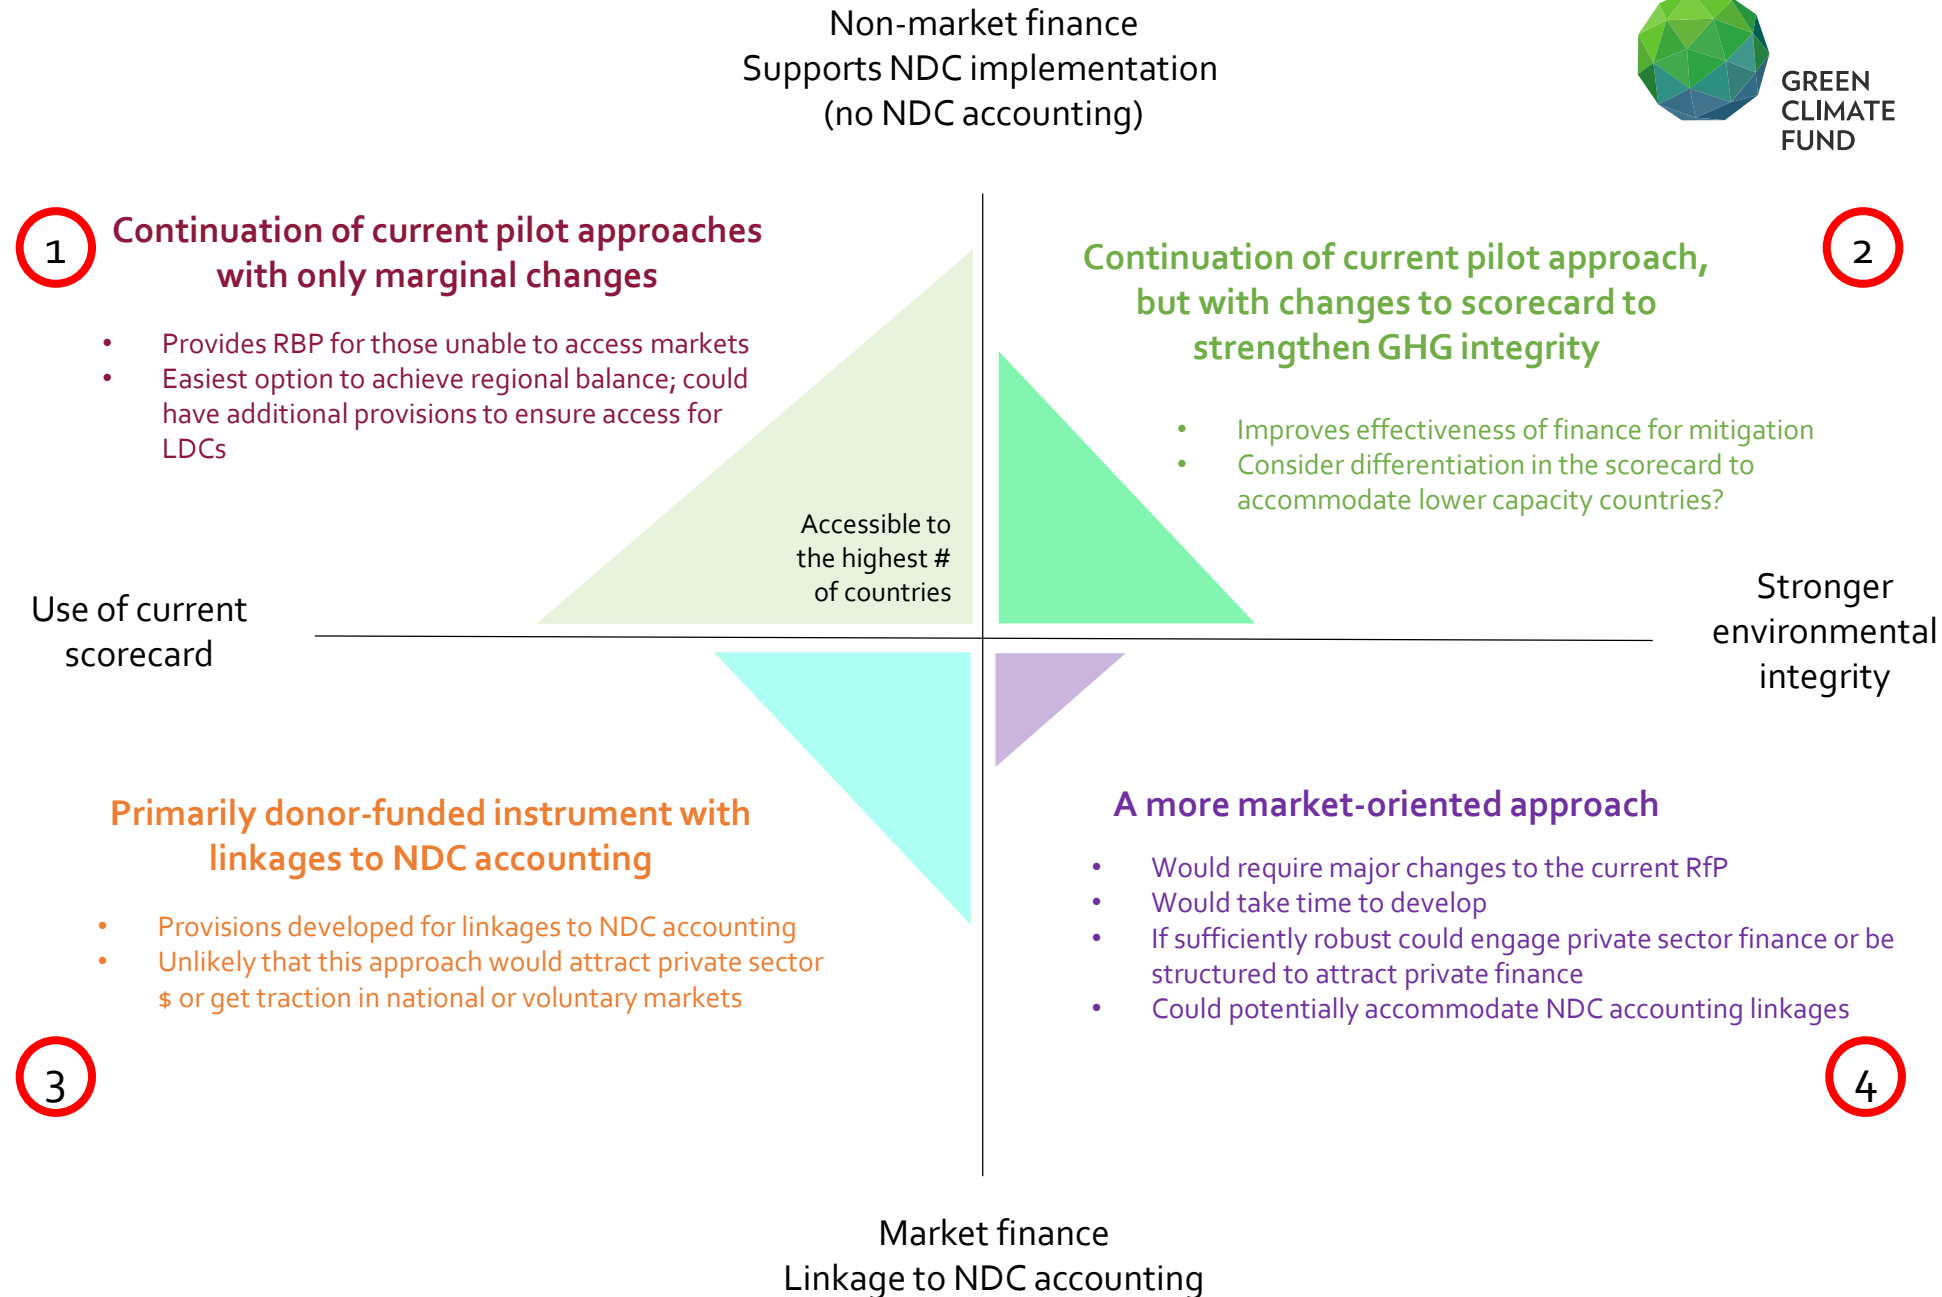 Non-market finance
Supports NDC implementation
(no NDC accounting)
GREEN
CLIMATE
FUND
1
Continuation of current pilot approaches
with only marginal changes
• Provides RBP for those unable to access markets
• Easiest option to achieve regional balance; could
have additional provisions to ensure access for
LDCs
2
Continuation of current pilot approach,
but with changes to scorecard to
strengthen GHG integrity
• Improves effectiveness of finance for mitigation
• Consider differentiation in the scorecard to
accommodate lower capacity countries?
Accessible to
the highest #
of countries
Use of current
scorecard
Stronger
environmental
integrity
Primarily donor-funded instrument with
linkages to NDC accounting
• Provisions developed for linkages to NDC accounting
• Unlikely that this approach would attract private sector
$ or get traction in national or voluntary markets
3
A more market-oriented approach
• Would require major changes to the current RfP
• Would take time to develop
• If sufficiently robust could engage private sector finance or be
structured to attract private finance
• Could potentially accommodate NDC accounting linkages
4
Market finance
Linkage to NDC accounting